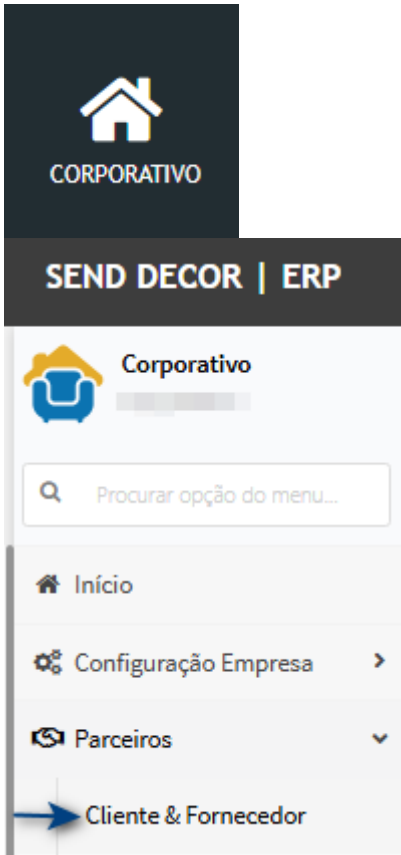 CORPORATIVO
SEND DECOR | ERP
Corporativo
Procurar opção do menu...
Início
Configuração Empresa
Parceiros
Cliente & Fornecedor